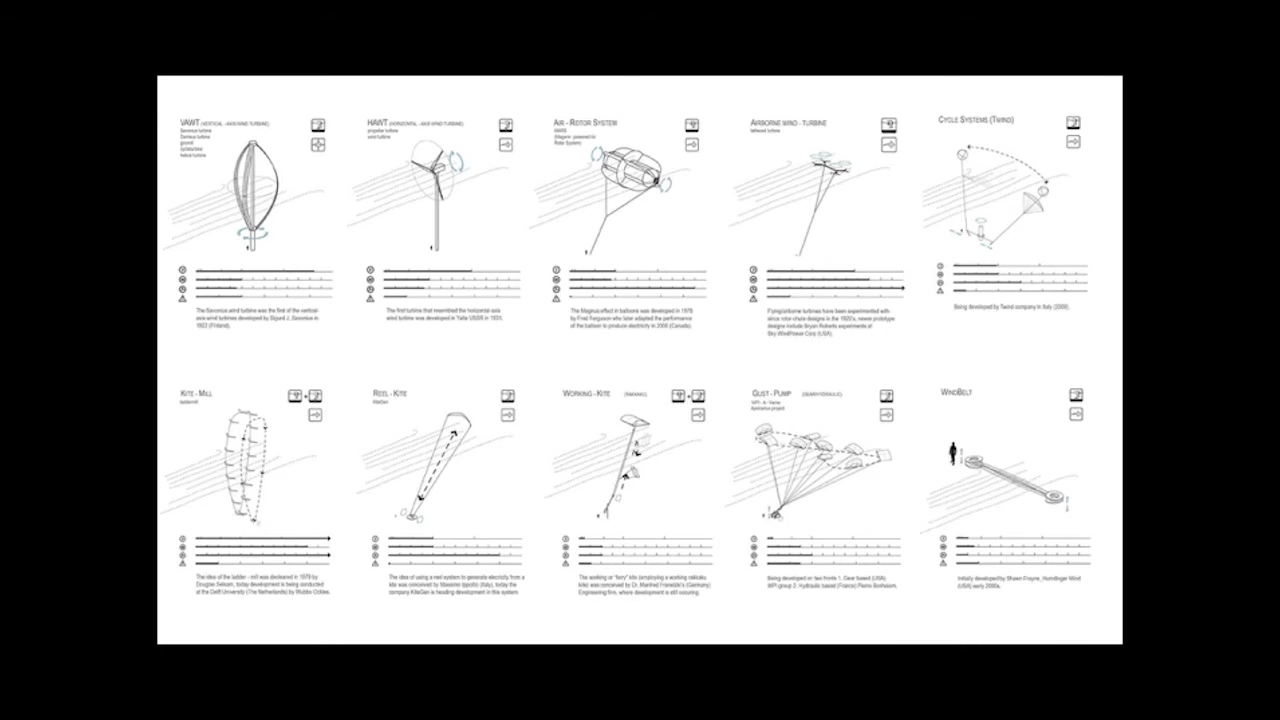 VAWT (VERTICAL - AXIS WIND TURBINE)
Savonius turbine
Darrieus turbine
giromill
cycloturbine
helical turbine
The Savonius wind turbine was the first of the vertical-
axis wind turbines developed by Sigurd J. Savonius in
1922 (Finland).
HAWT (HORIZONTAL - AXIS WIND TURBINE)
propeller turbine
wind turbine
The first turbine that resembled the horizontal-axis
wind turbine was developed in Yalta USSR in 1931.
AIR - ROTOR SYSTEM
MARS
Rotor System)
The Magnus effect in balloons was developed in 1978
by Fred Ferguson who later adapted the performance
of the balloon to produce electricity in 2006 (Canada).
AIRBORNE WIND - TURBINE
tethered turbine
Flying/airborne turbines have been experimented with
since rotor-chute designs in the 1920's, newer prototype
designs include Bryan Roberts experiments at
Sky WindPower Corp (USA).
CYCLE SYSTEMS (TWIND)
Being developed by Twind company in Italy (2009).
KITE - MILL
laddermill
The idea of the ladder - mill was declared in 1978 by
Douglas Selsam, today development is being conducted
at the Delft University (The Netherlands) by Wubbo Ockles.
REEL - KITE
KiteGen
The idea of using a reel system to generate electricity from a
kite was conceived by Massimo Ippolito (Italy), today the
company KiteGen is heading development in this system.
WORKING - KITE
The working or "fiery" kite (employing a working rokkaku
kite) was conceived by Dr. Manfred Franetzki's (Germany)
Engineering firm, where development is still occuring.
GUST - PUMP (GEAR/HYDRAULIC)
WPI - A - frame
Being developed on two fronts 1. Gear based (USA)
WPI group 2. Hydraulic based (France) Pierre Benhaiem.
WINDBELT
Initially developed by Shawn Frayne, Humdinger Wind
(USA) early 2000s.